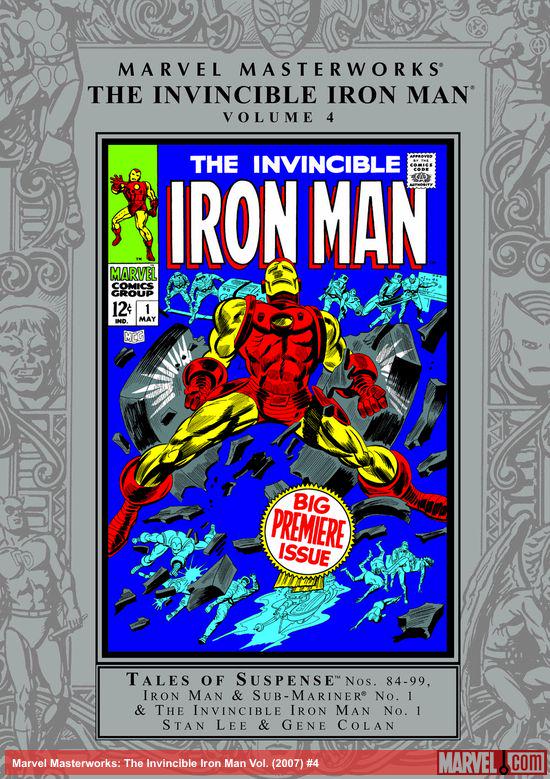 MARVEL MASTERWORKS®
THE INVINCIBLE IRON MAN®
VOLUME 4
THE INVINCIBLE
IRON MAN
APPROVED
BY THE
COMICS
CODE
AUTHORITY
TM
MARVEL
COMICS
GROUP
12¢
IND.
1
MAY
MCG
BIG
PREMIERE
ISSUE
TALES OF SUSPENSE™ NOS. 84-99,
IRON MAN & SUB-MARINER® NO. 1
& THE INVINCIBLE IRON MAN NO. 1
STAN LEE & GENE COLAN
Marvel Masterworks: The Invincible Iron Man Vol. (2007) #4
MARVEL.com